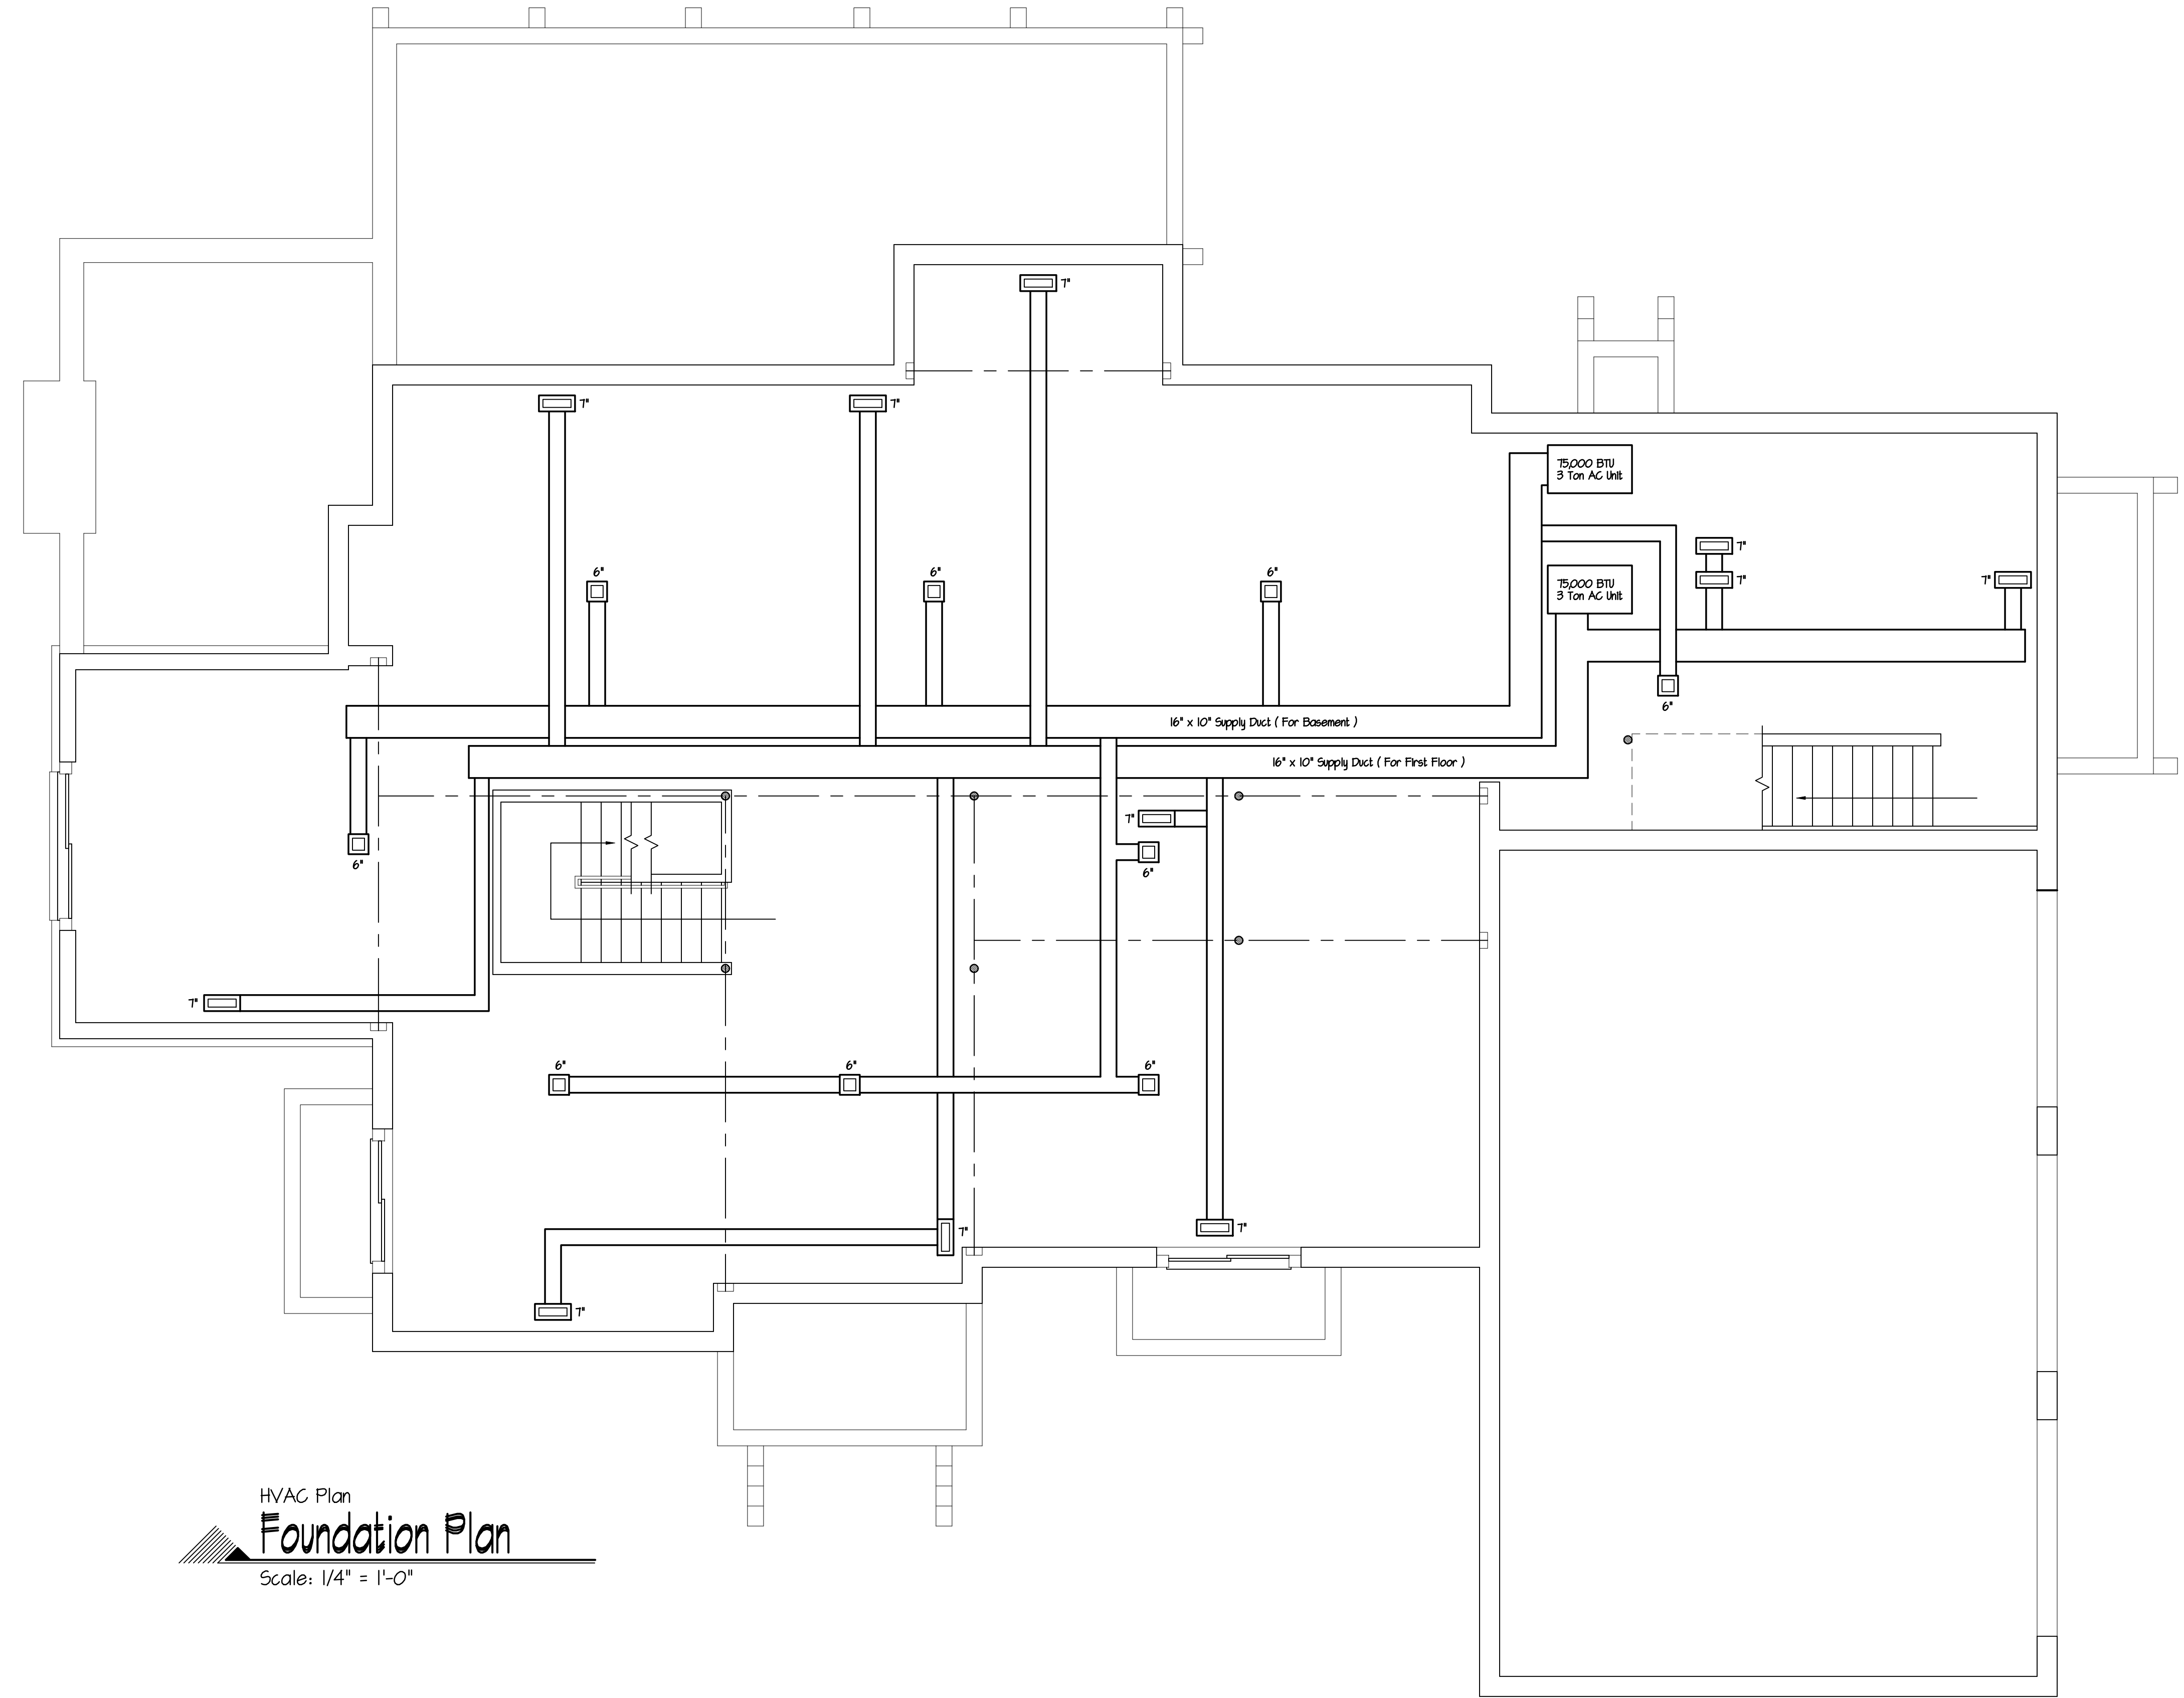 7"
7"
7"
75,000 BTU
3 Ton AC Unit
7"
6"
6"
6"
75,000 BTU
3 Ton AC Unit
7"
7"
6"
16" x 10" Supply Duct ( For Basement )
16" x 10" Supply Duct ( For First Floor )
7"
6"
6"
7"
6"
6"
6"
7"
7"
7"
HVAC Plan
Foundation Plan
Scale: 1/4" = 1'-0"